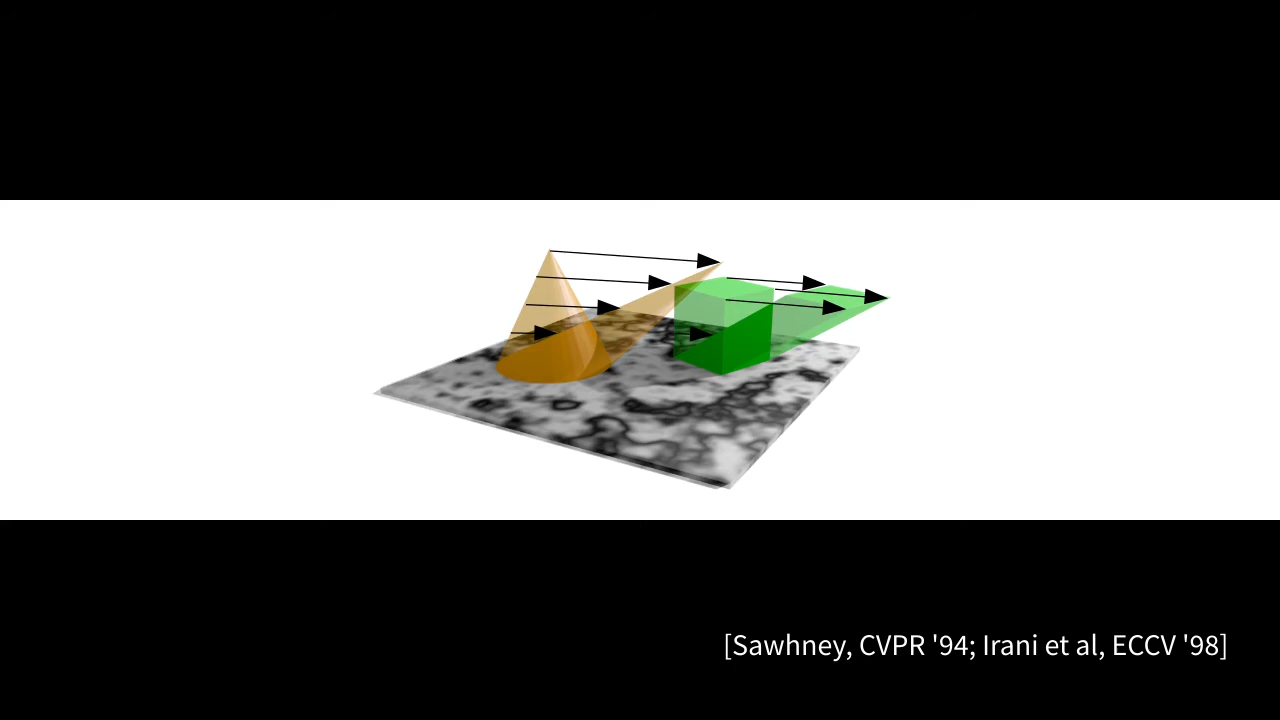 [Sawhney, CVPR '94; Irani et al, ECCV '98]